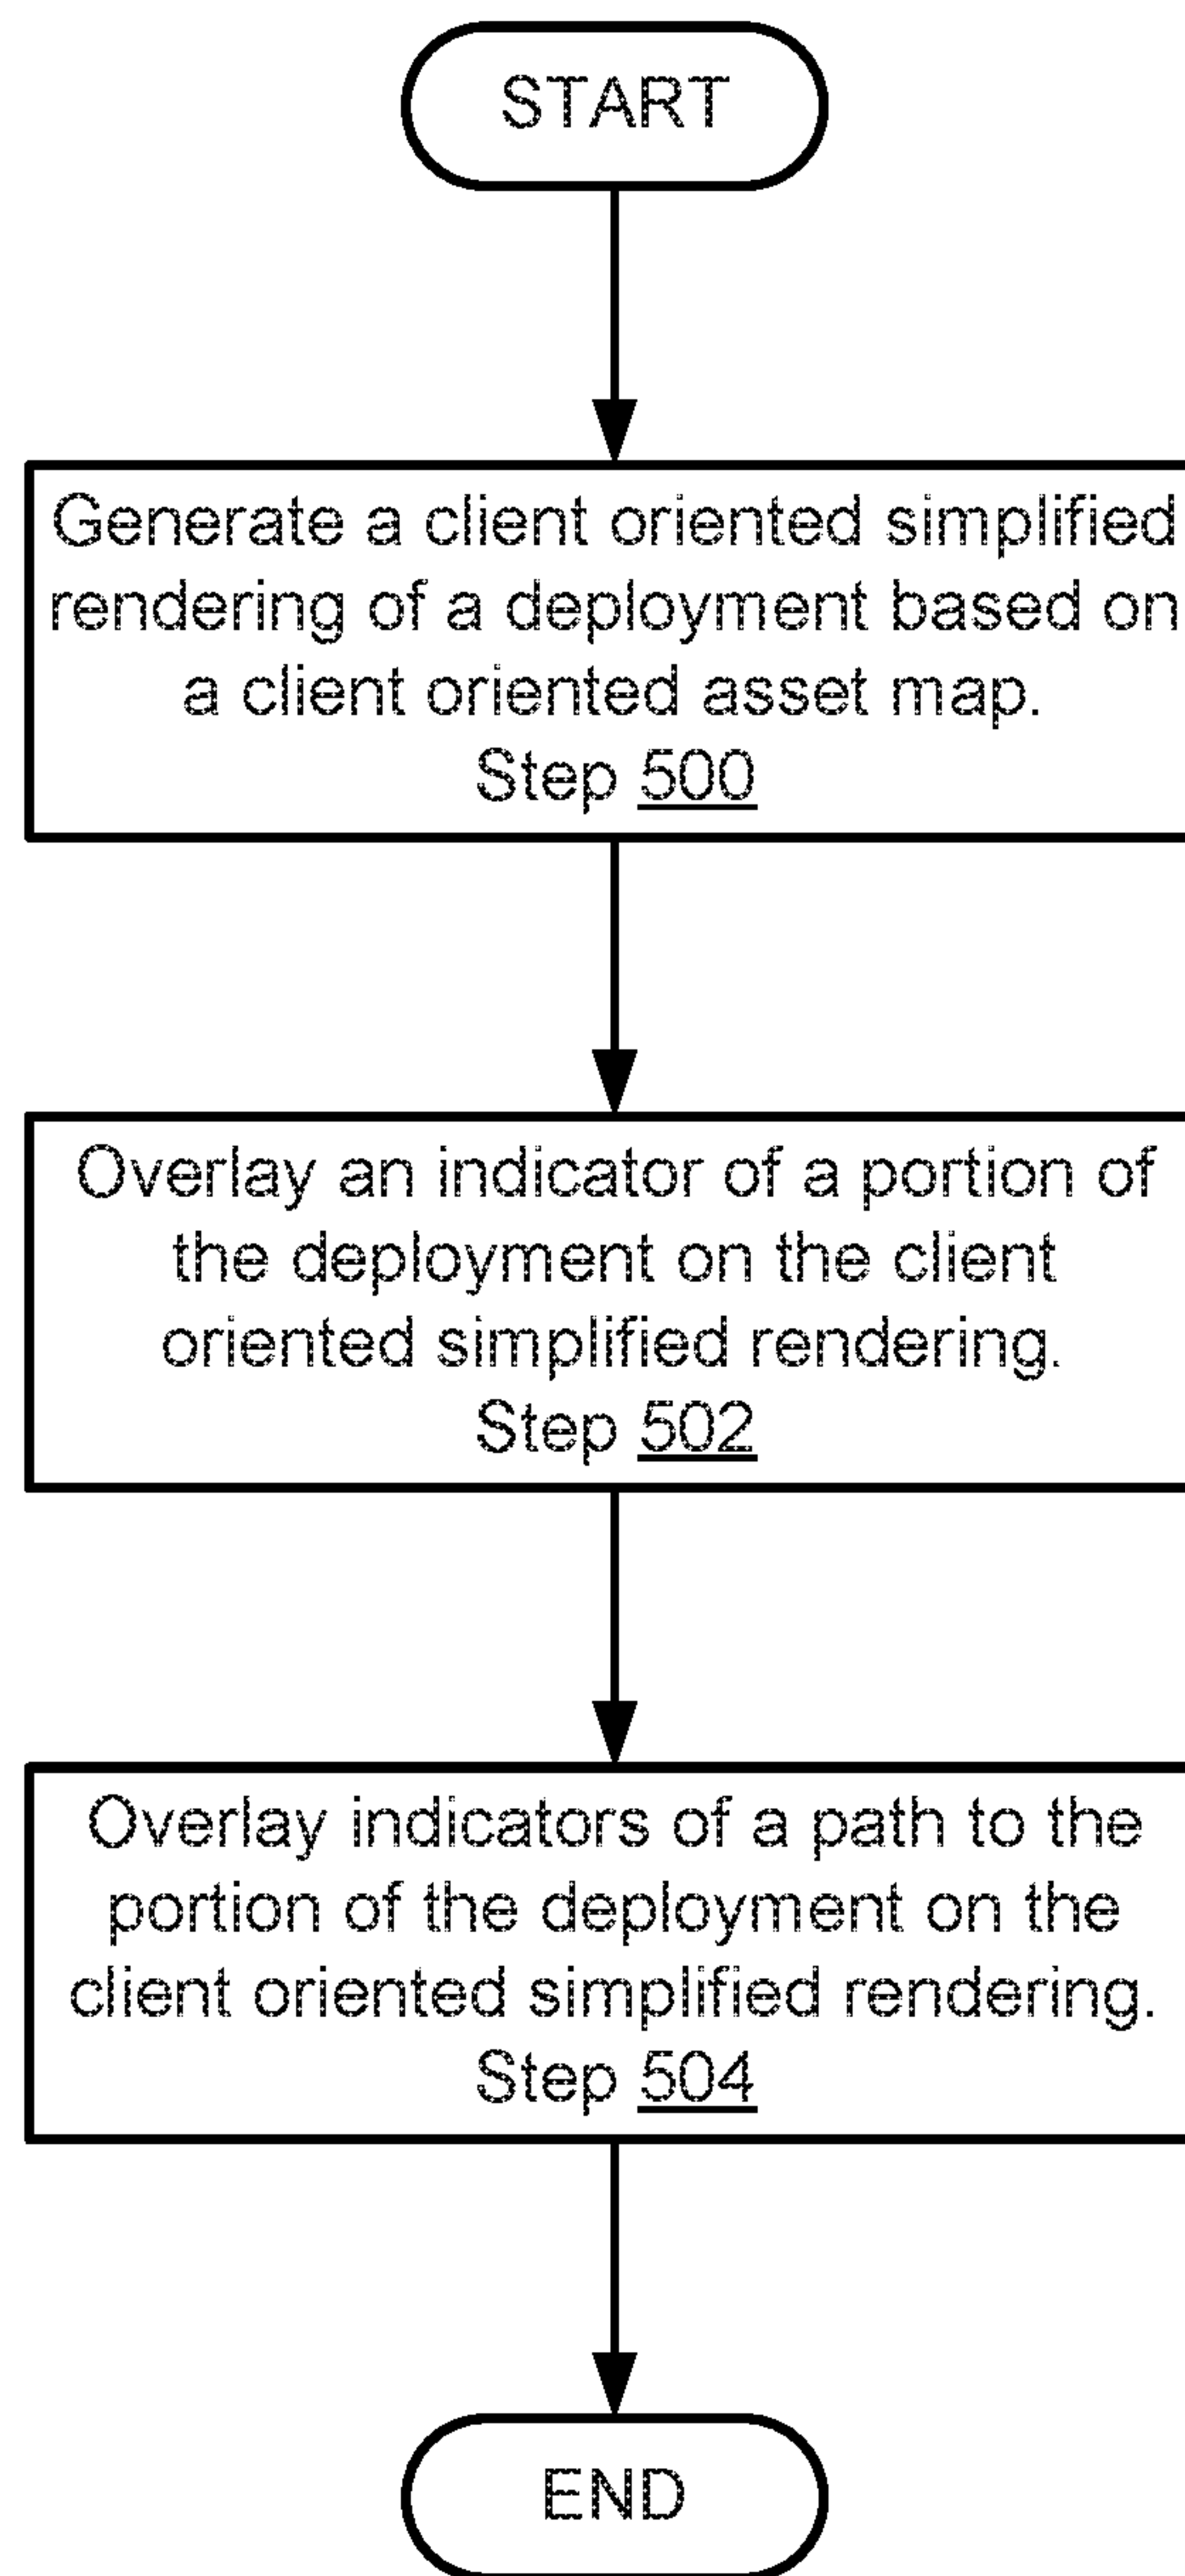 START
Generate a client oriented simplified
rendering of a deployment based on
a client oriented asset map.
Step 500
Overlay an indicator of a portion of
the deployment on the client
oriented simplified rendering.
Step 502
Overlay indicators of a path to the
portion of the deployment on the
client oriented simplified rendering.
Step 504
END